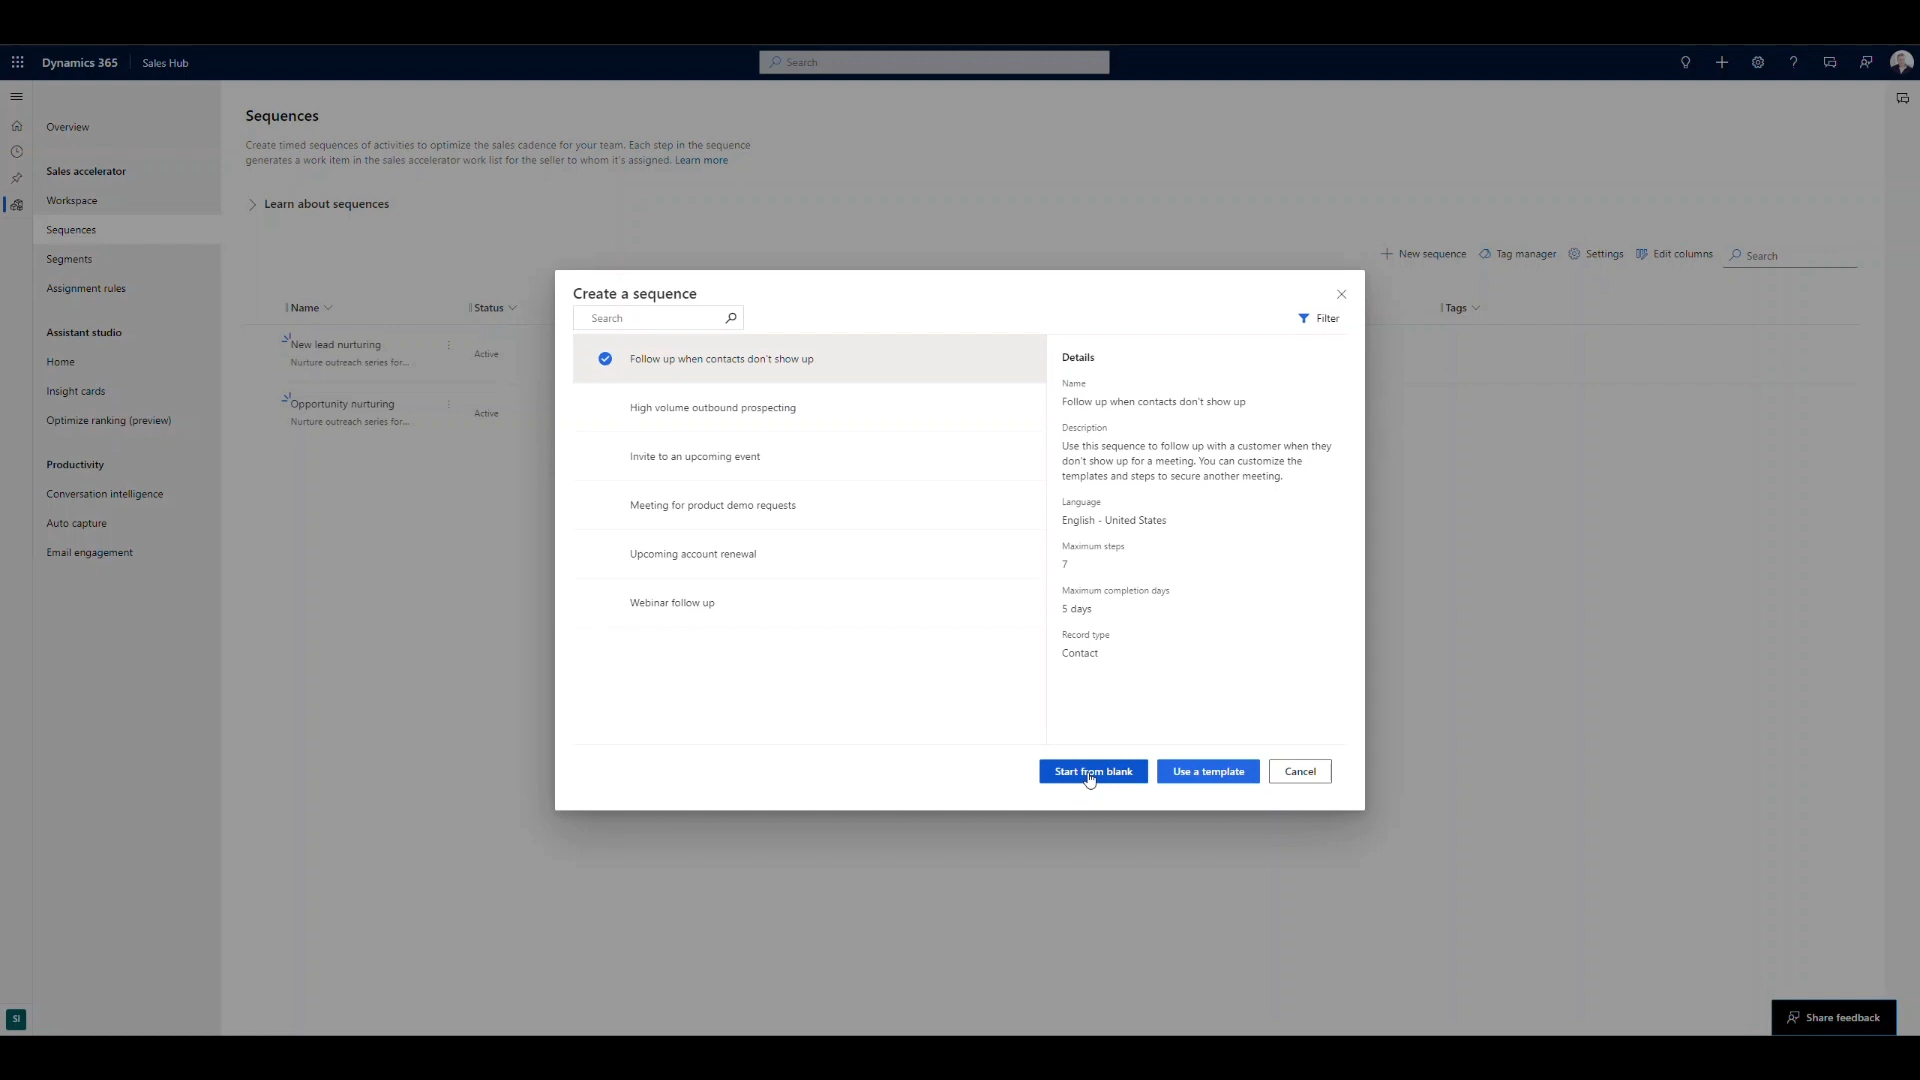 Dynamics 365
Sales Hub
Search
Overview
Sales accelerator
Workspace
Sequences
Segments
Assignment rules
Assistant studio
Home
Insight cards
Optimize ranking (preview)
Productivity
Conversation intelligence
Auto capture
Email engagement
SI
Sequences
Create timed sequences of activities to optimize the sales cadence for your team. Each step in the sequence
generates a work item in the sales accelerator work list for the seller to whom it's assigned. Learn more
Learn about sequences
New sequence
Tag manager
Settings
Edit columns
Search
Name
Status
Tags
New lead nurturing
Nurture outreach series for...
Active
Opportunity nurturing
Nurture outreach series for...
Active
Create a sequence
Search
Filter
Follow up when contacts don't show up
High volume outbound prospecting
Invite to an upcoming event
Meeting for product demo requests
Upcoming account renewal
Webinar follow up
Details
Name
Follow up when contacts don't show up
Description
Use this sequence to follow up with a customer when they
don't show up for a meeting. You can customize the
templates and steps to secure another meeting.
Language
English - United States
Maximum steps
7
Maximum completion days
5 days
Record type
Contact
Start from blank
Use a template
Cancel
Share feedback